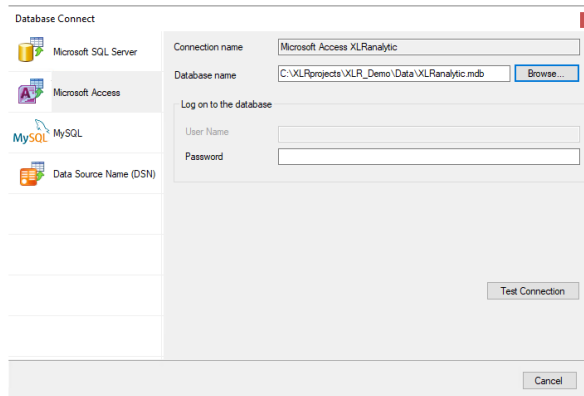 Database Connect
Microsoft SQL Server
Microsoft Access
MySQL MySQL
Data Source Name (DSN)
Connection name Microsoft Access XLRanalytic
Database name C:\XLRprojects\XLR_Demo\Data\XLRanalytic.mdb Browse...
Log on to the database
User Name
Password
Test Connection
Cancel